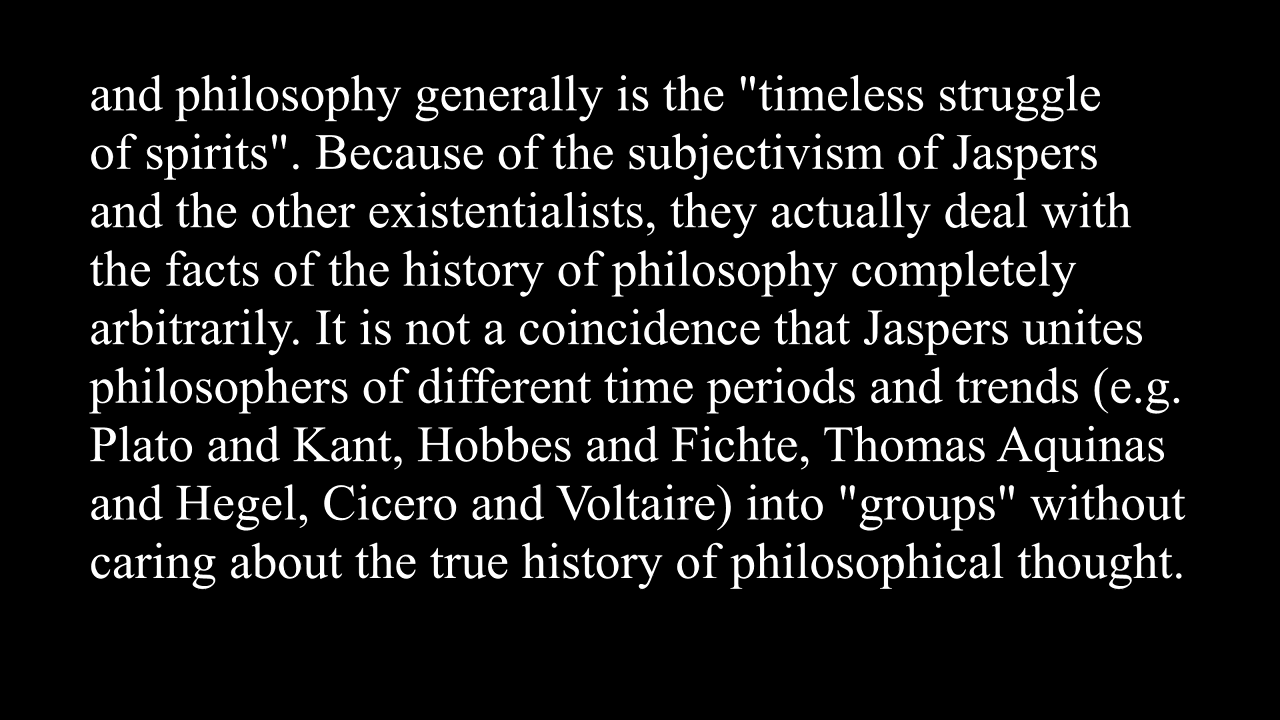 and philosophy generally is the "timeless struggle
of spirits". Because of the subjectivism of Jaspers
and the other existentialists, they actually deal with
the facts of the history of philosophy completely
arbitrarily. It is not a coincidence that Jaspers unites
philosophers of different time periods and trends (e.g.
Plato and Kant, Hobbes and Fichte, Thomas Aquinas
and Hegel, Cicero and Voltaire) into "groups" without
caring about the true history of philosophical thought.